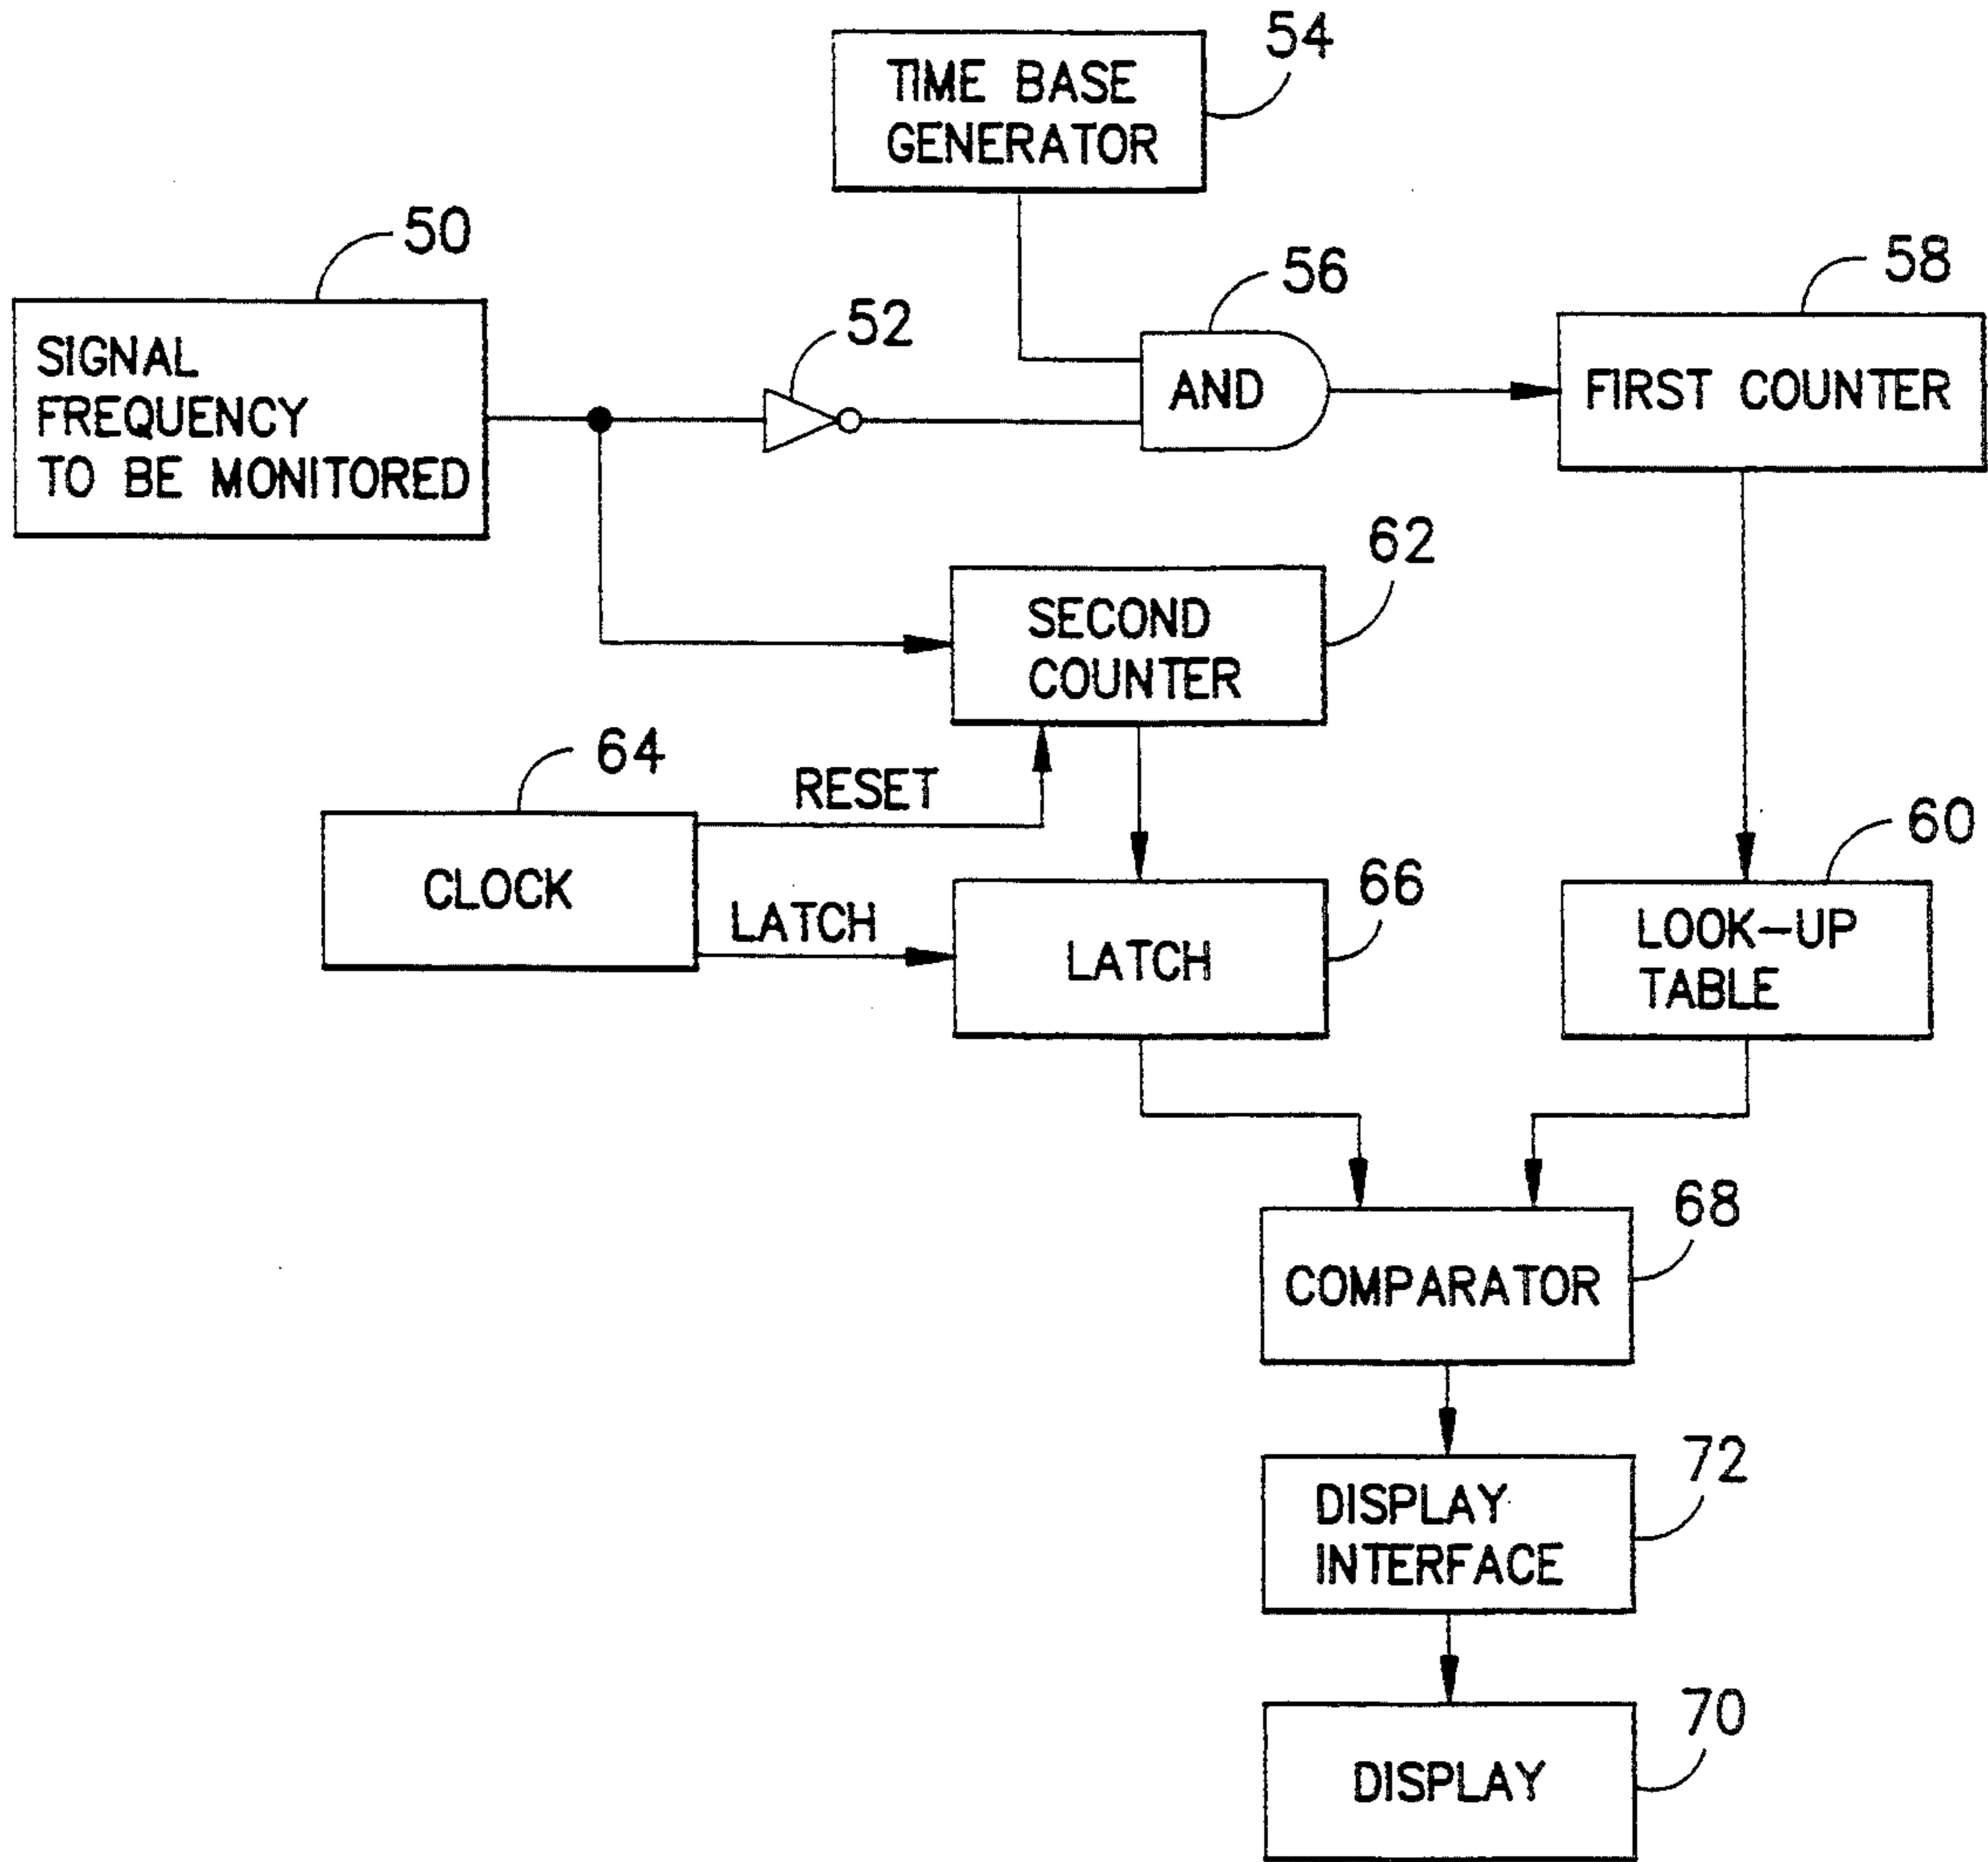 54
TIME BASE
GENERATOR
50
SIGNAL
FREQUENCY
TO BE MONITORED
52
56
AND
58
FIRST COUNTER
62
SECOND
COUNTER
64
CLOCK
RESET
LATCH
66
LATCH
60
LOOK-UP
TABLE
68
COMPARATOR
72
DISPLAY
INTERFACE
70
DISPLAY